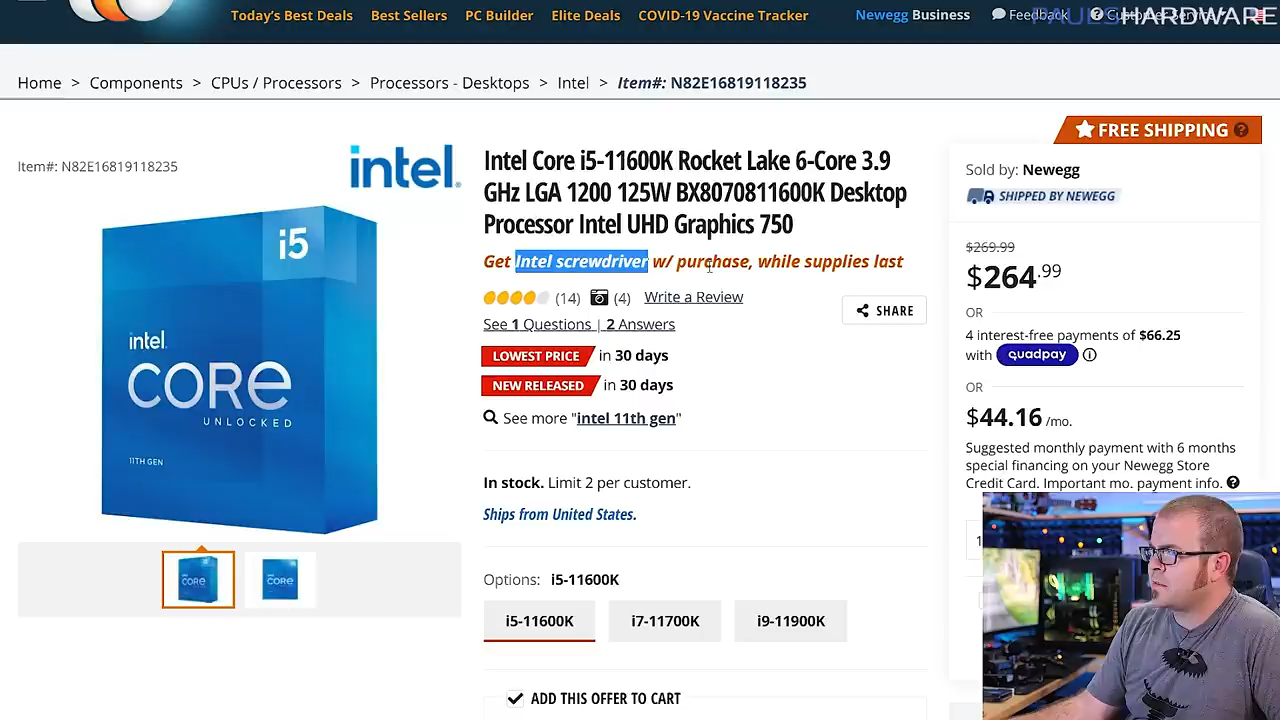 Today's Best Deals Best Sellers PC Builder Elite Deals COVID-19 Vaccine Tracker Newegg Business Feedback
PAUL'S HARDWARE
Home > Components > CPUs / Processors > Processors - Desktops > Intel > Item#: N82E16819118235
FREE SHIPPING ?
Item#: N82E16819118235
intel.
Intel Core i5-11600K Rocket Lake 6-Core 3.9
GHz LGA 1200 125W BX8070811600K Desktop
Processor Intel UHD Graphics 750
Get Intel screwdriver w/ purchase, while supplies last
(14) (4) Write a Review
See 1 Questions | 2 Answers
SHARE
LOWEST PRICE in 30 days
NEW RELEASED in 30 days
See more "intel 11th gen"
In stock. Limit 2 per customer.
Ships from United States.
Options: i5-11600K
i5-11600K i7-11700K i9-11900K
ADD THIS OFFER TO CART
i5
intel.
CORE
UNLOCKED
11TH GEN
CORE
CORE
Sold by: Newegg
SHIPPED BY NEWEGG
$269.99
$264.99
OR
4 interest-free payments of $66.25
with quadpay
OR
$44.16 /mo.
Suggested monthly payment with 6 months
special financing on your Newegg Store
Credit Card. Important mo. payment info. ?
1